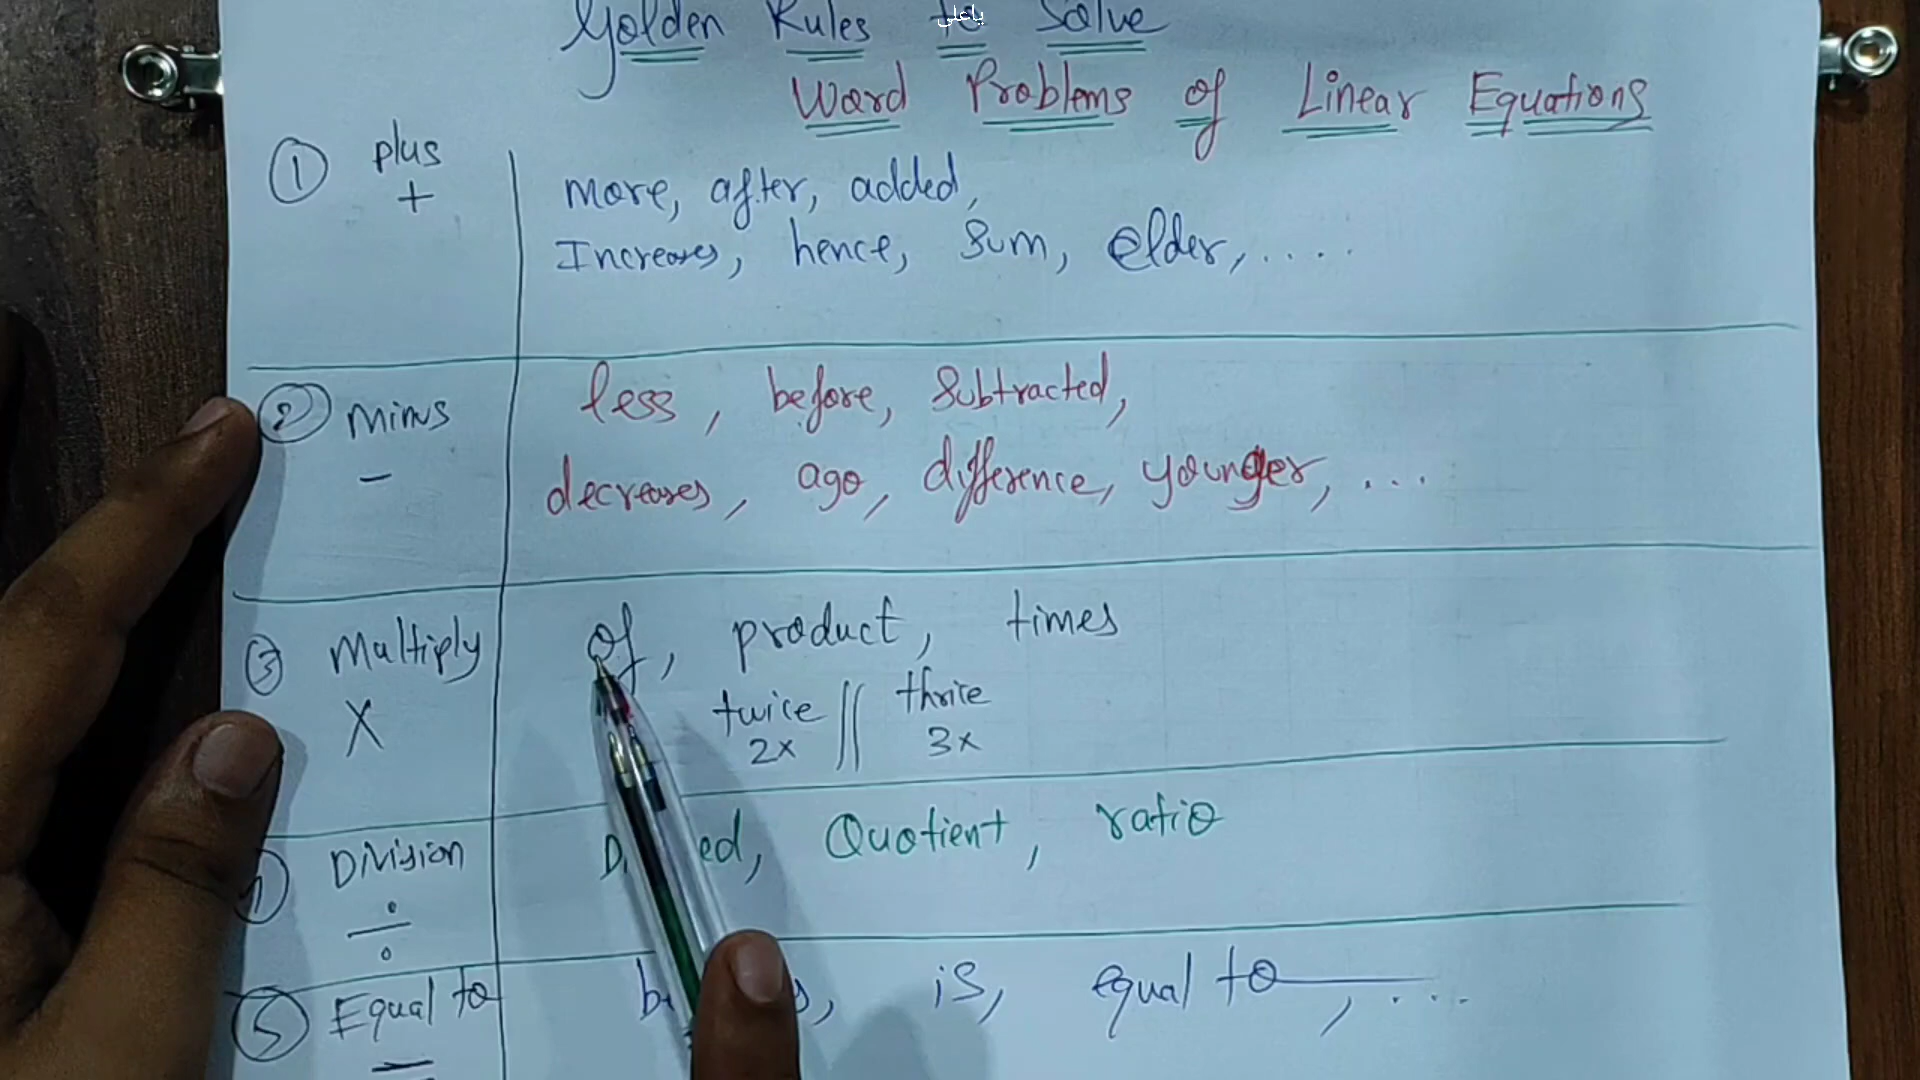 Golden Rules to Solve
ياعلي
Word Problems of Linear Equations
1 plus
+
more, after, added,
Increases, hence, Sum, Elder, ....
2 minus
-
less, before, Subtracted,
decreases, ago, difference, younger, ...
3 Multiply
X
of, product, times
twice || thrice
2x 3x
Division
÷
ed, Quotient, ratio
5 Equal to
=
is, equal to, ....